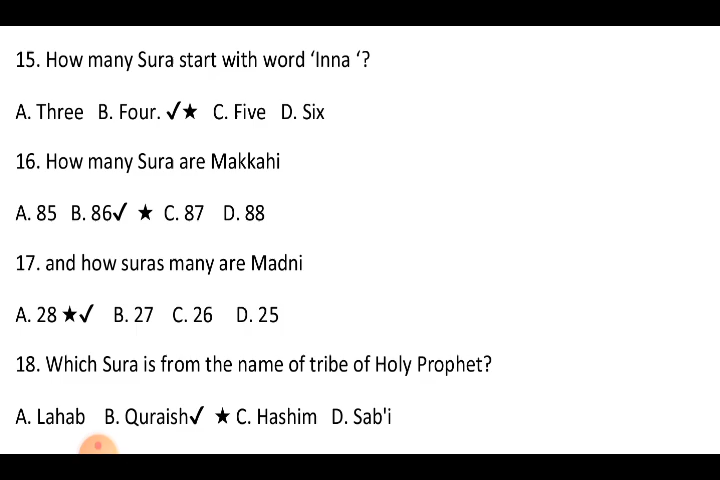 15. How many Sura start with word ‘Inna ‘?
A. Three B. Four. ✓★ C. Five D. Six
16. How many Sura are Makkahi
A. 85 B. 86✓ ★ C. 87 D. 88
17. and how suras many are Madni
A. 28 ★✓ B. 27 C. 26 D. 25
18. Which Sura is from the name of tribe of Holy Prophet?
A. Lahab B. Quraish✓ ★ C. Hashim D. Sab'i